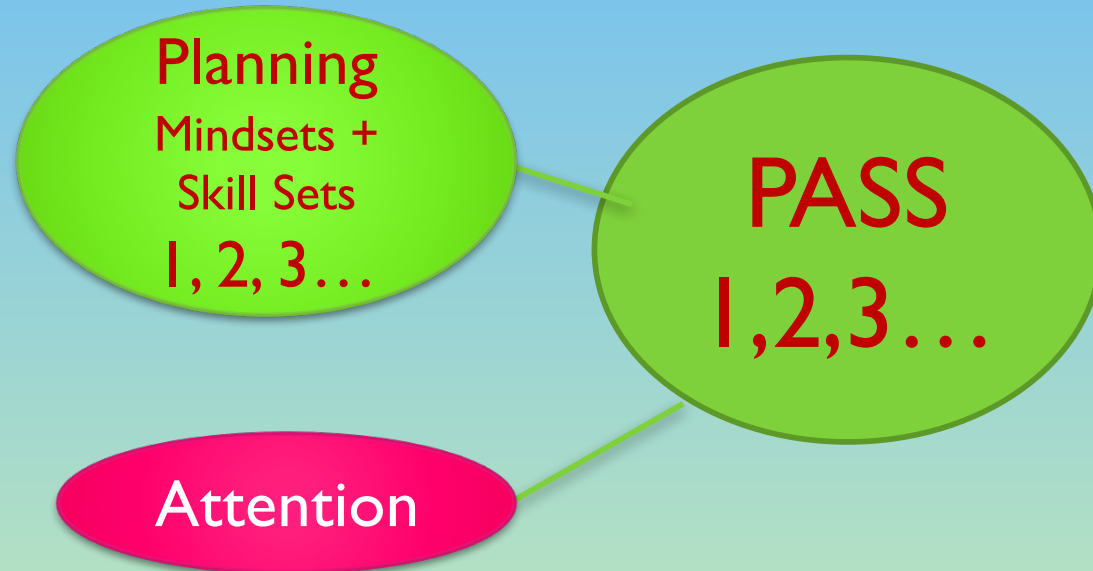 Planning
Mindsets +
Skill Sets
1, 2, 3…
PASS
1,2,3…
Attention